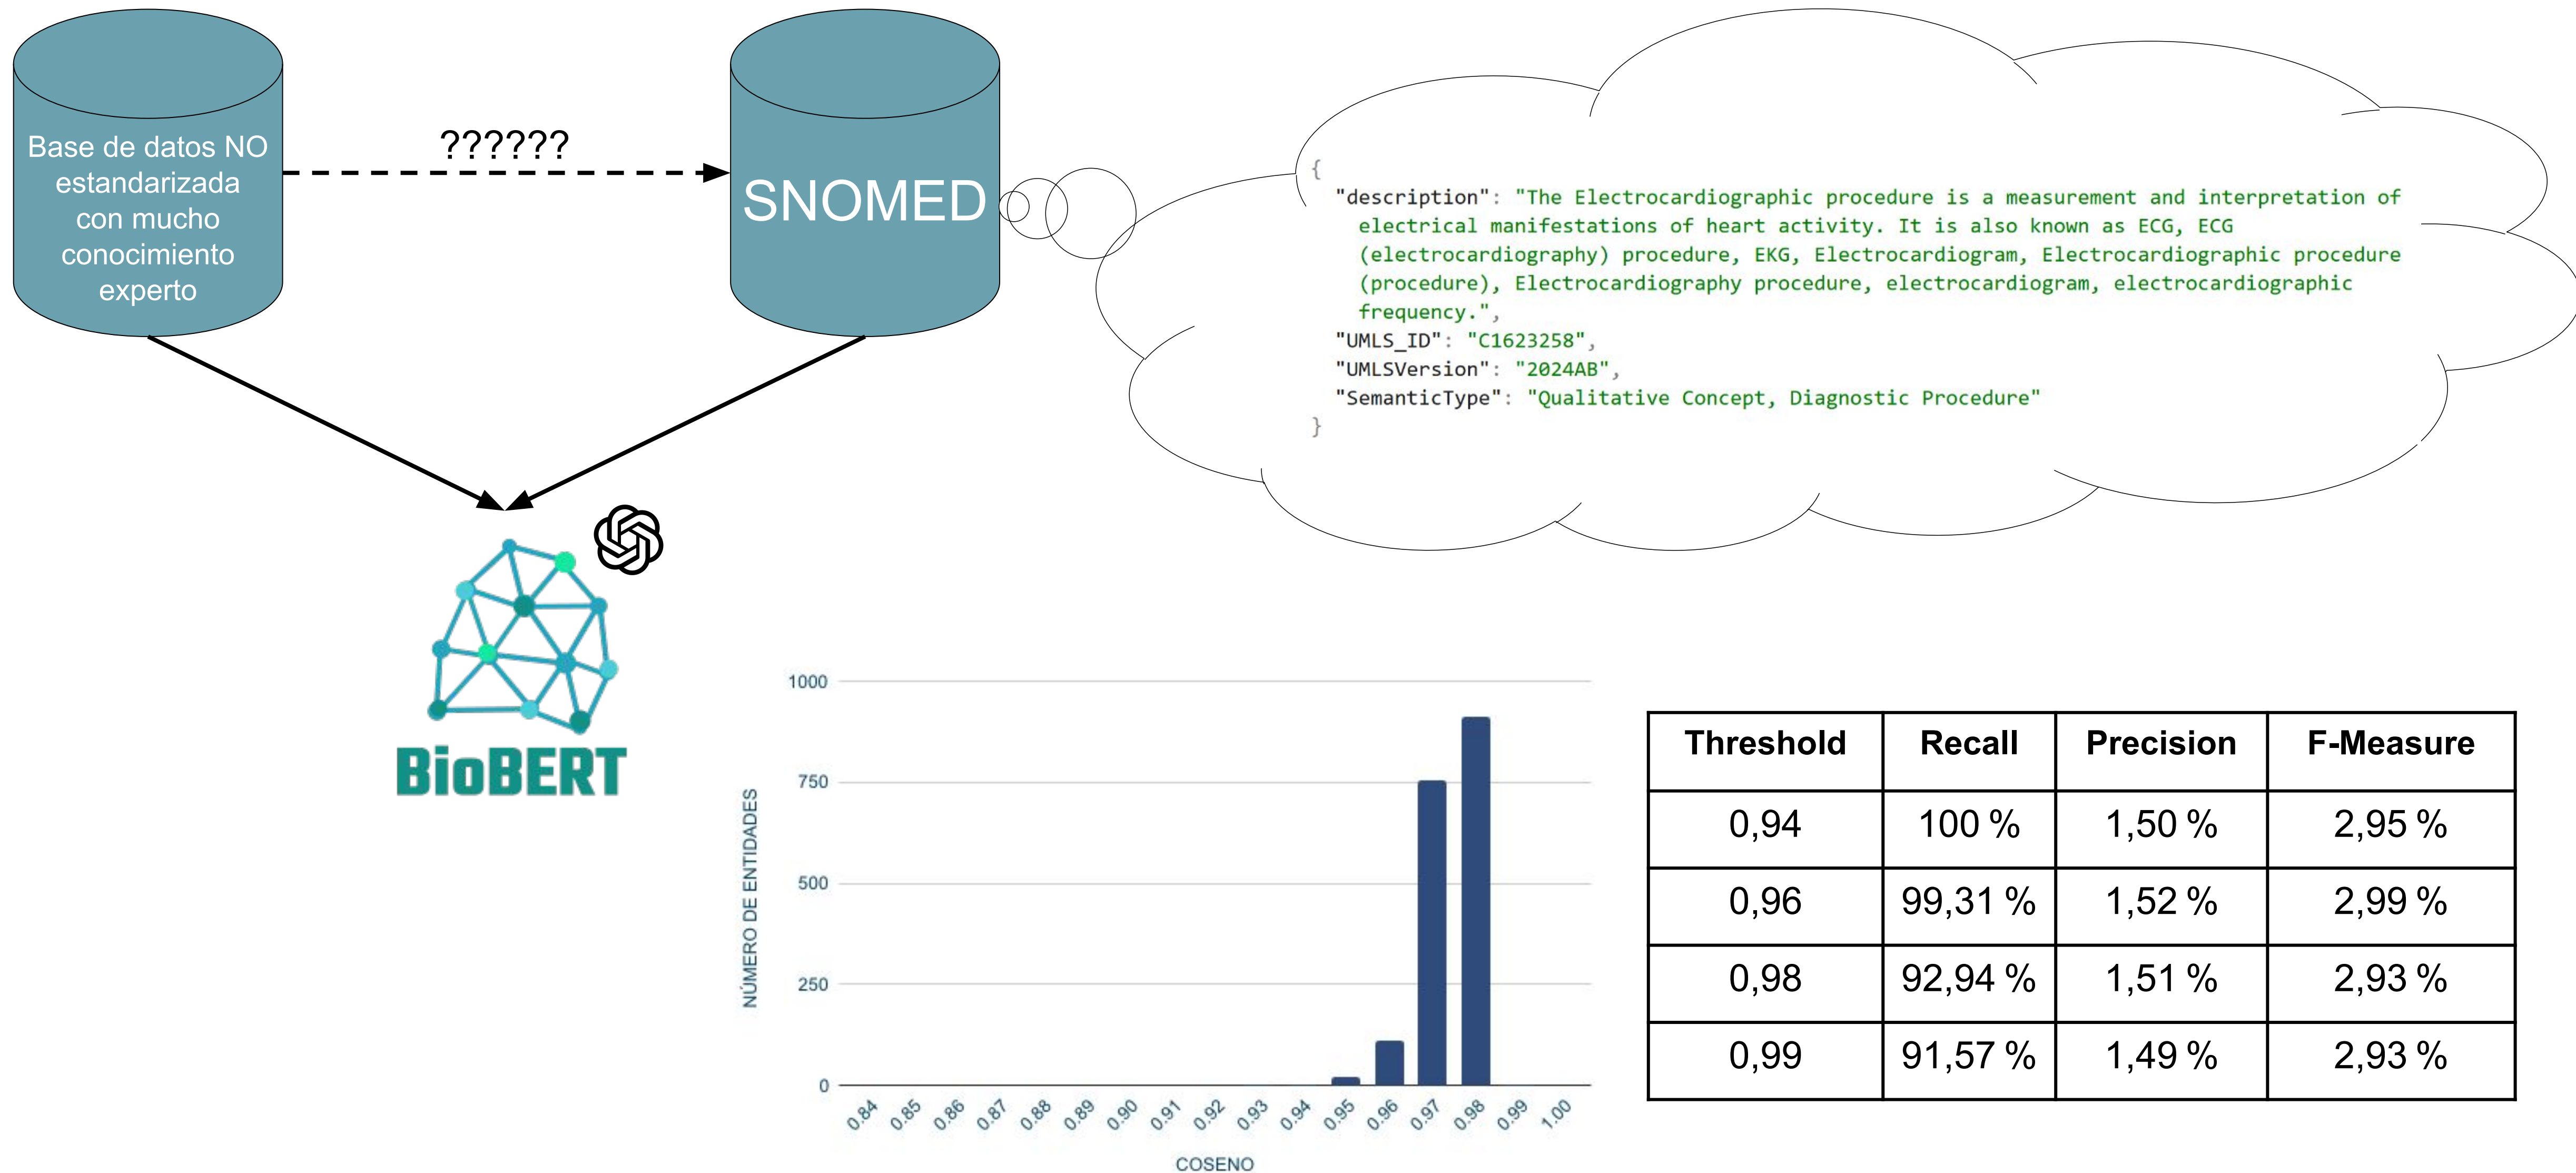 Base de datos NO
estandarizada
con mucho
conocimiento
experto
??????
SNOMED
{
"description": "The Electrocardiographic procedure is a measurement and interpretation of
electrical manifestations of heart activity. It is also known as ECG, ECG
(electrocardiography) procedure, EKG, Electrocardiogram, Electrocardiographic procedure
(procedure), Electrocardiography procedure, electrocardiogram, electrocardiographic
frequency.",
"UMLS_ID": "C1623258",
"UMLSVersion": "2024AB",
"SemanticType": "Qualitative Concept, Diagnostic Procedure"
}
BioBERT
NÚMERO DE ENTIDADES
1000
750
500
250
0
0.84 0.85 0.86 0.87 0.88 0.89 0.90 0.91 0.92 0.93 0.94 0.95 0.96 0.97 0.98 0.99 1.00
COSENO
Threshold Recall Precision F-Measure
0,94 100 % 1,50 % 2,95 %
0,96 99,31 % 1,52 % 2,99 %
0,98 92,94 % 1,51 % 2,93 %
0,99 91,57 % 1,49 % 2,93 %